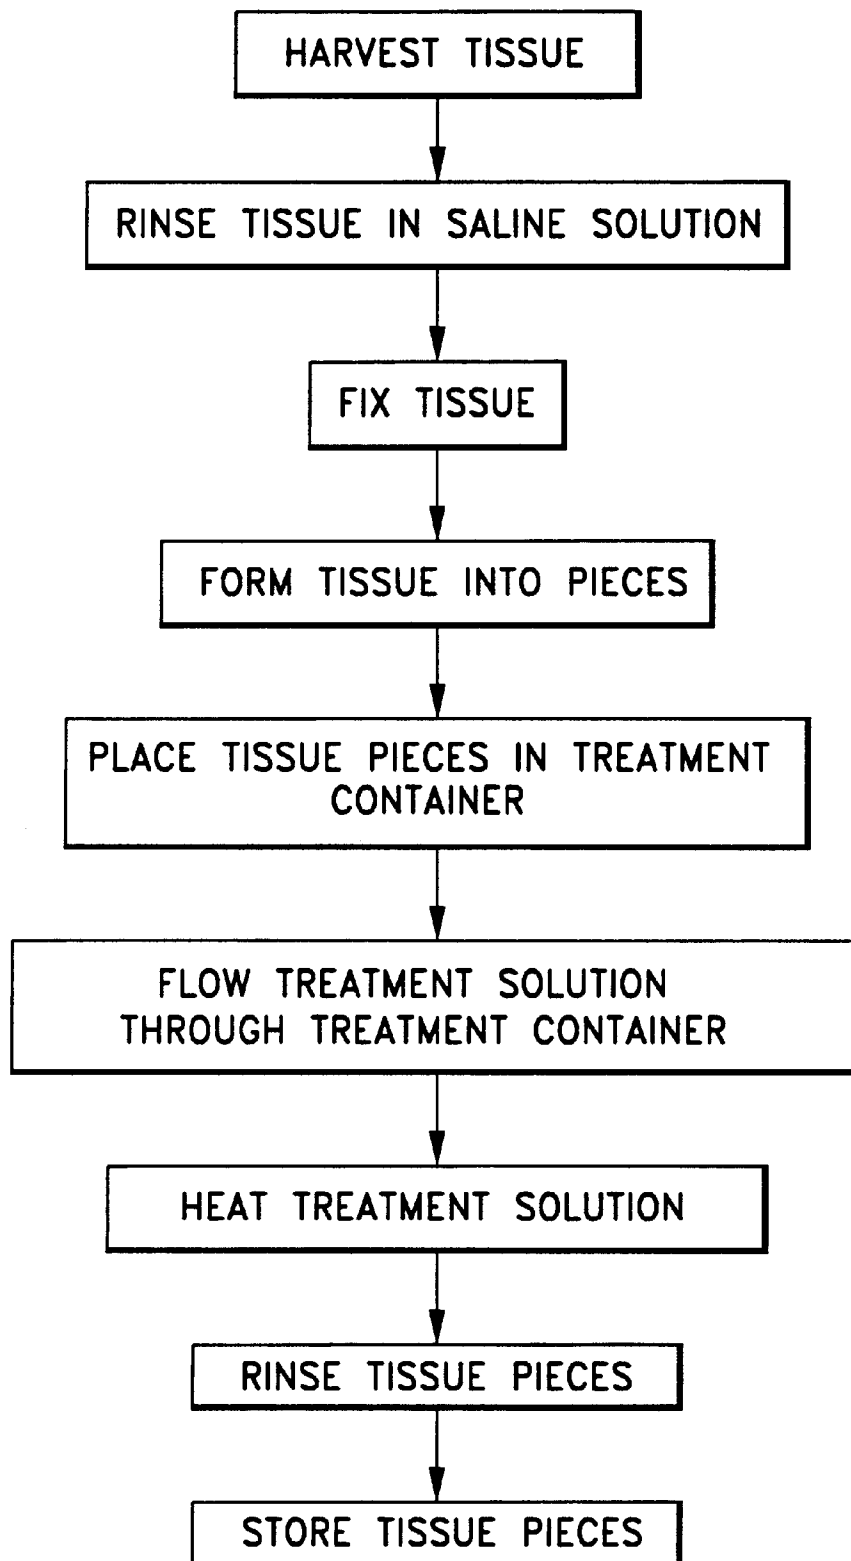 HARVEST TISSUE
RINSE TISSUE IN SALINE SOLUTION
FIX TISSUE
FORM TISSUE INTO PIECES
PLACE TISSUE PIECES IN TREATMENT
CONTAINER
FLOW TREATMENT SOLUTION
THROUGH TREATMENT CONTAINER
HEAT TREATMENT SOLUTION
RINSE TISSUE PIECES
STORE TISSUE PIECES